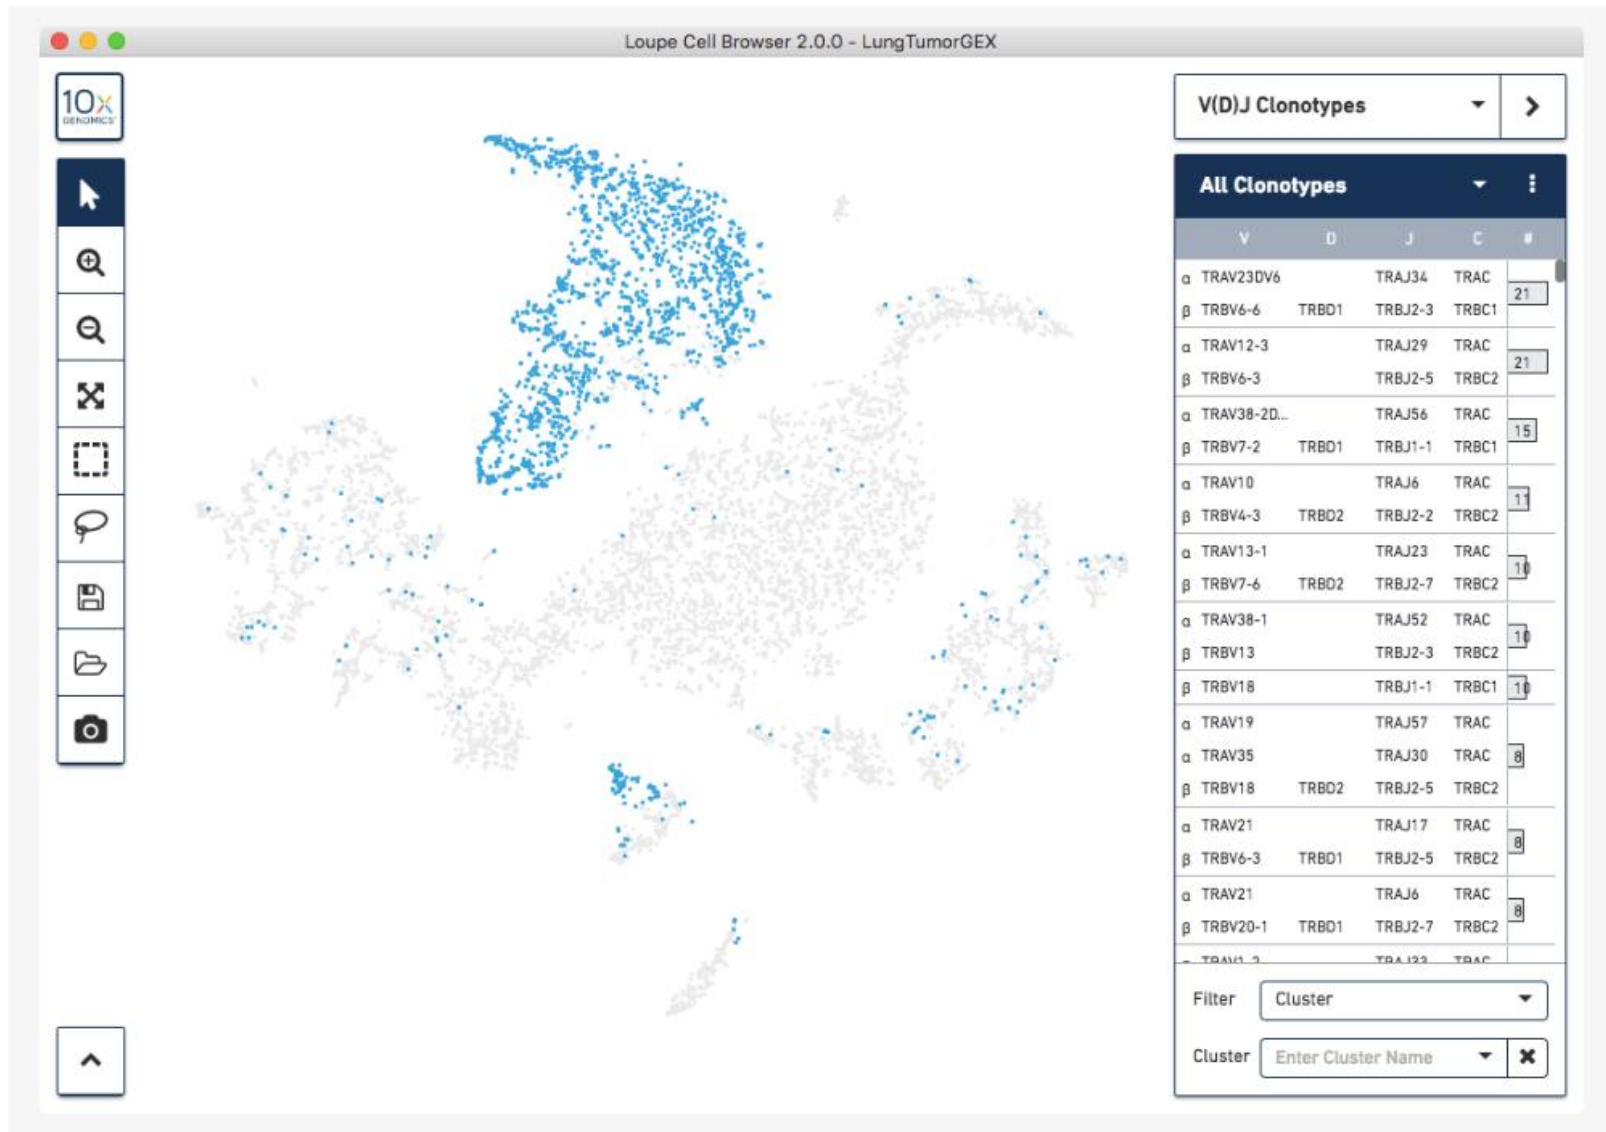 Loupe Cell Browser 2.0.0 - LungTumorGEX
10x
GENOMICS
V(D)J Clonotypes
All Clonotypes
V D J C #
α TRAV23DV6 TRAJ34 TRAC
21
β TRBV6-6 TRBD1 TRBJ2-3 TRBC1
α TRAV12-3 TRAJ29 TRAC
21
β TRBV6-3 TRBJ2-5 TRBC2
α TRAV38-2D... TRAJ56 TRAC
15
β TRBV7-2 TRBD1 TRBJ1-1 TRBC1
α TRAV10 TRAJ6 TRAC
11
β TRBV4-3 TRBD2 TRBJ2-2 TRBC2
α TRAV13-1 TRAJ23 TRAC
10
β TRBV7-6 TRBD2 TRBJ2-7 TRBC2
α TRAV38-1 TRAJ52 TRAC
10
β TRBV13 TRBJ2-3 TRBC2
β TRBV18 TRBJ1-1 TRBC1 10
α TRAV19 TRAJ57 TRAC
α TRAV35 TRAJ30 TRAC 8
β TRBV18 TRBD2 TRBJ2-5 TRBC2
α TRAV21 TRAJ17 TRAC
8
β TRBV6-3 TRBD1 TRBJ2-5 TRBC2
α TRAV21 TRAJ6 TRAC
8
β TRBV20-1 TRBD1 TRBJ2-7 TRBC2
Filter Cluster
Cluster Enter Cluster Name